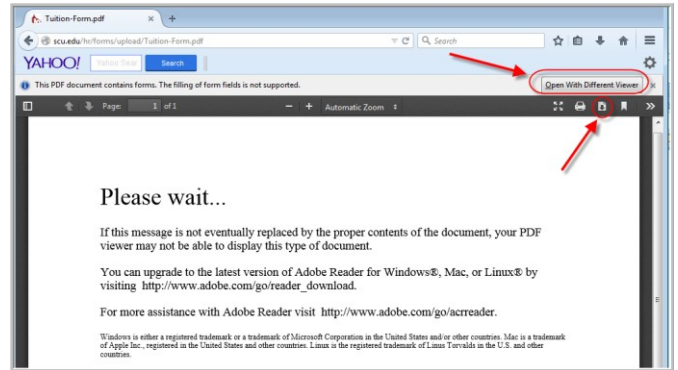 Tuition-Form.pdf × +
scu.edu/hr/forms/upload/Tuition-Form.pdf Search
YAHOO! Yahoo Sear Search
This PDF document contains forms. The filling of form fields is not supported. Open With Different Viewer ×
Page: 1 of 1 − + Automatic Zoom
Please wait...
If this message is not eventually replaced by the proper contents of the document, your PDF
viewer may not be able to display this type of document.
You can upgrade to the latest version of Adobe Reader for Windows®, Mac, or Linux® by
visiting http://www.adobe.com/go/reader_download.
For more assistance with Adobe Reader visit http://www.adobe.com/go/acrreader.
Windows is either a registered trademark or a trademark of Microsoft Corporation in the United States and/or other countries. Mac is a trademark
of Apple Inc., registered in the United States and other countries. Linux is the registered trademark of Linus Torvalds in the U.S. and other
countries.